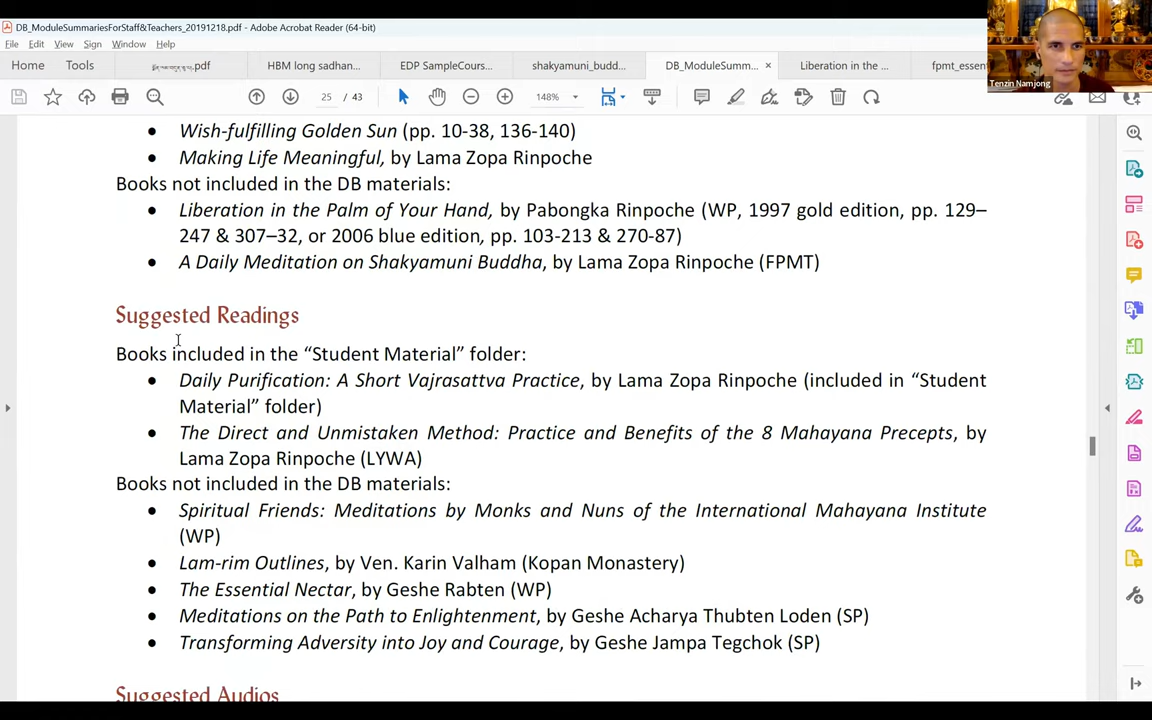 DB_ModuleSummariesForStaff&Teachers_20191218.pdf - Adobe Acrobat Reader (64-bit)
File Edit View Sign Window Help
Home Tools .pdf HBM long sadhan... EDP SampleCours... shakyamuni_budd... DB_ModuleSumm... × Liberation in the ... fpmt_essen
Tenzin Namjong
25 / 43 148%
• Wish-fulfilling Golden Sun (pp. 10-38, 136-140)
• Making Life Meaningful, by Lama Zopa Rinpoche
Books not included in the DB materials:
• Liberation in the Palm of Your Hand, by Pabongka Rinpoche (WP, 1997 gold edition, pp. 129–
247 & 307–32, or 2006 blue edition, pp. 103-213 & 270-87)
• A Daily Meditation on Shakyamuni Buddha, by Lama Zopa Rinpoche (FPMT)
Suggested Readings
Books included in the “Student Material” folder:
• Daily Purification: A Short Vajrasattva Practice, by Lama Zopa Rinpoche (included in “Student
Material” folder)
• The Direct and Unmistaken Method: Practice and Benefits of the 8 Mahayana Precepts, by
Lama Zopa Rinpoche (LYWA)
Books not included in the DB materials:
• Spiritual Friends: Meditations by Monks and Nuns of the International Mahayana Institute
(WP)
• Lam-rim Outlines, by Ven. Karin Valham (Kopan Monastery)
• The Essential Nectar, by Geshe Rabten (WP)
• Meditations on the Path to Enlightenment, by Geshe Acharya Thubten Loden (SP)
• Transforming Adversity into Joy and Courage, by Geshe Jampa Tegchok (SP)
Suggested Audios